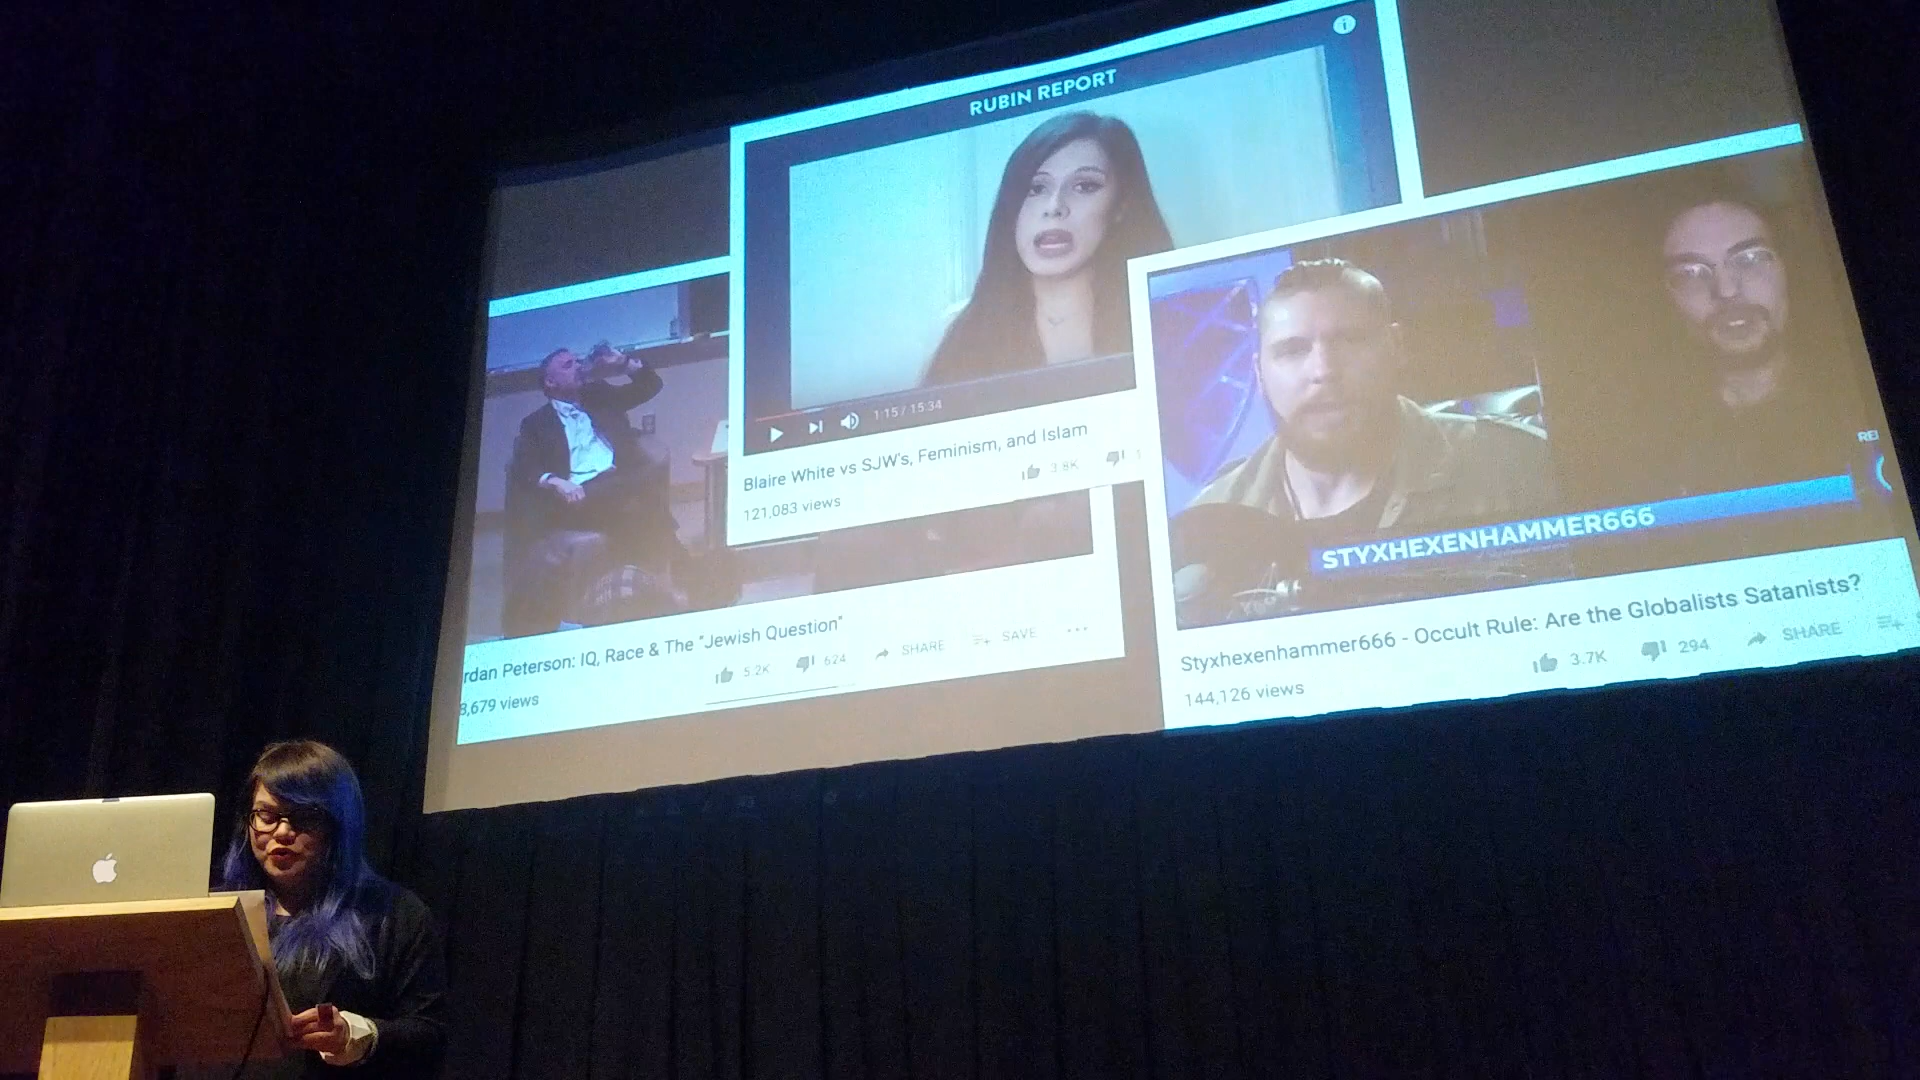 RUBIN REPORT
1:15 / 15:34
Blaire White vs SJW's, Feminism, and Islam
121,083 views
3.8K
rdan Peterson: IQ, Race & The "Jewish Question"
3,679 views
5.2K
624
SHARE
SAVE
REI
STYXHEXENHAMMER666
Styxhexenhammer666 - Occult Rule: Are the Globalists Satanists?
144,126 views
3.7K
294
SHARE